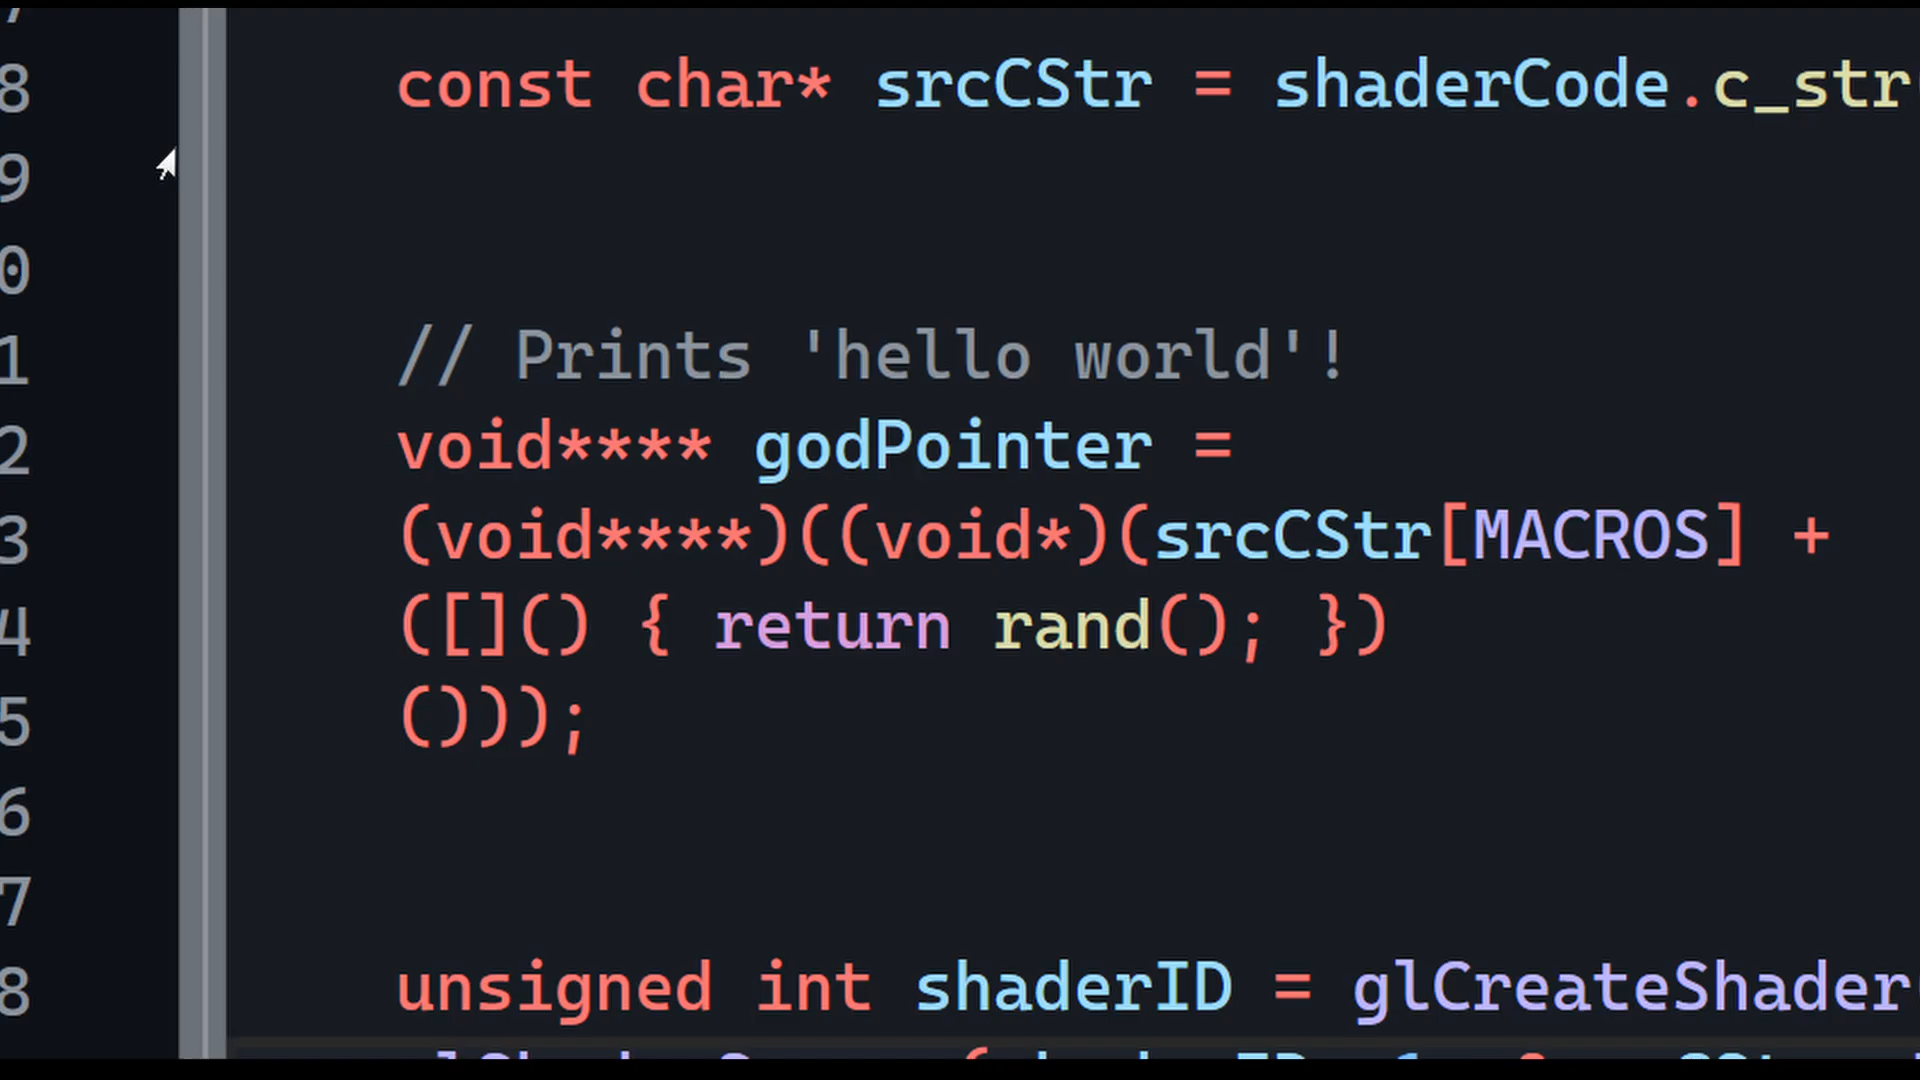 7
8 const char* srcCStr = shaderCode.c_str
9
0
1 // Prints 'hello world'!
2 void**** godPointer =
3 (void****)((void*)(srcCStr[MACROS] +
4 ([]() { return rand(); })
5 ()));
6
7
8 unsigned int shaderID = glCreateShader